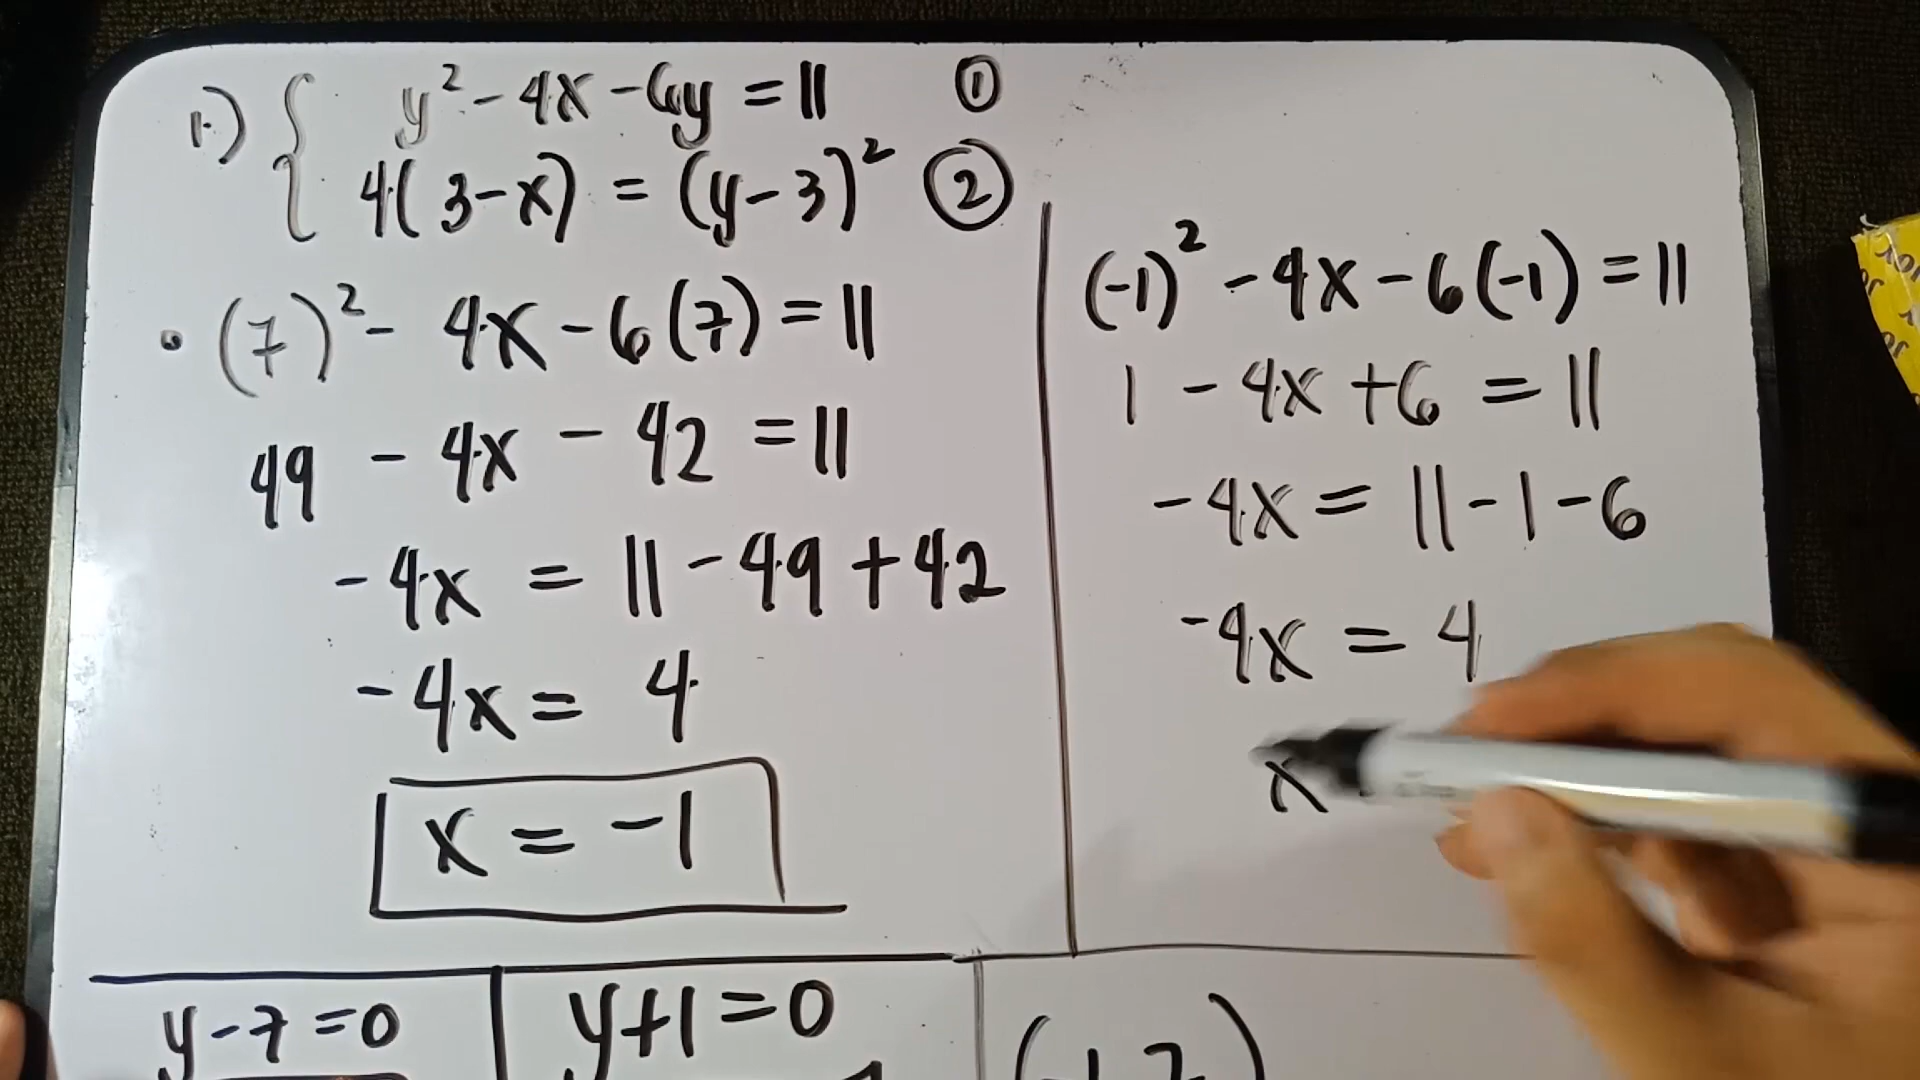 1.) { y² - 4x - 6y = 11 ①
4(3 - x) = (y - 3)² ②
• (7)² - 4x - 6(7) = 11
49 - 4x - 42 = 11
-4x = 11 - 49 + 42
-4x = 4
x = -1
(-1)² - 4x - 6(-1) = 11
1 - 4x + 6 = 11
-4x = 11 - 1 - 6
-4x = 4
x
y - 7 = 0
y + 1 = 0